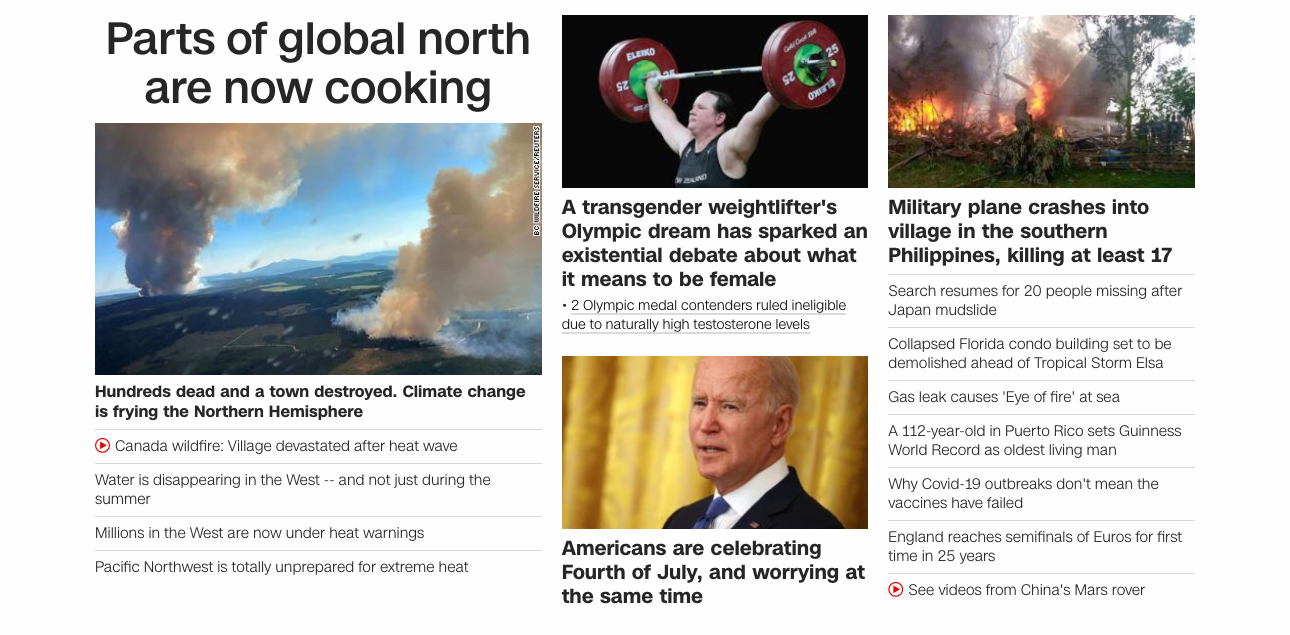 Parts of global north
are now cooking
BC WILDFIRE SERVICE/REUTERS
Hundreds dead and a town destroyed. Climate change
is frying the Northern Hemisphere
Canada wildfire: Village devastated after heat wave
Water is disappearing in the West -- and not just during the
summer
Millions in the West are now under heat warnings
Pacific Northwest is totally unprepared for extreme heat
ELEIKO
25
25
Gold Coast 2018
25
25
ELEIKO
NEW ZEALAND
A transgender weightlifter's
Olympic dream has sparked an
existential debate about what
it means to be female
• 2 Olympic medal contenders ruled ineligible
due to naturally high testosterone levels
Americans are celebrating
Fourth of July, and worrying at
the same time
Military plane crashes into
village in the southern
Philippines, killing at least 17
Search resumes for 20 people missing after
Japan mudslide
Collapsed Florida condo building set to be
demolished ahead of Tropical Storm Elsa
Gas leak causes 'Eye of fire' at sea
A 112-year-old in Puerto Rico sets Guinness
World Record as oldest living man
Why Covid-19 outbreaks don't mean the
vaccines have failed
England reaches semifinals of Euros for first
time in 25 years
See videos from China's Mars rover